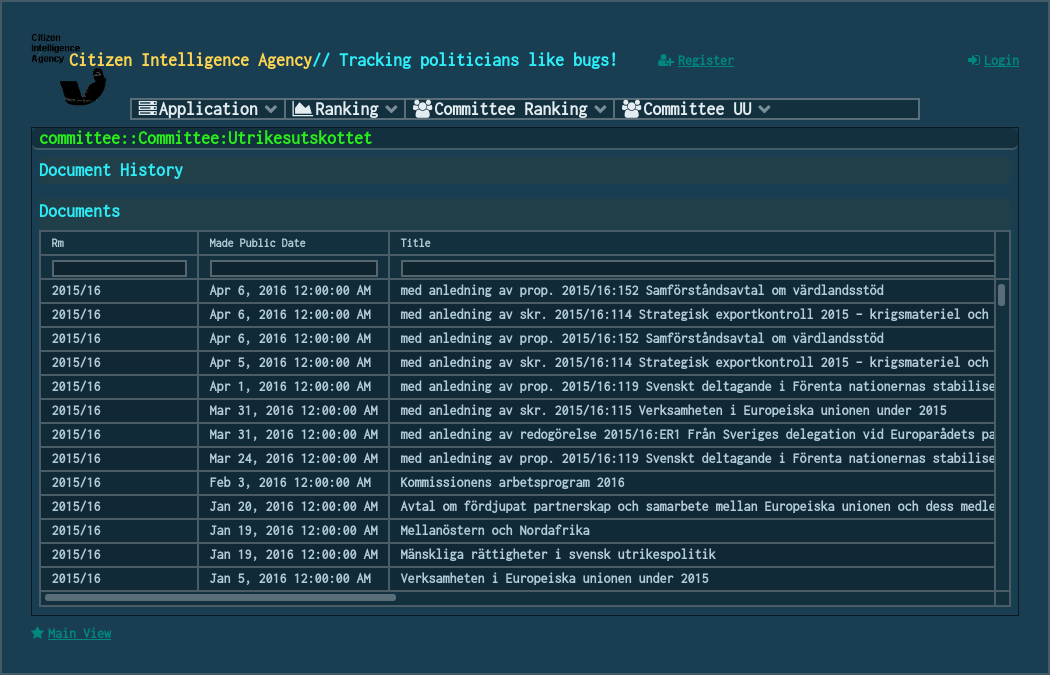 Citizen
Intelligence
Agency
Citizen Intelligence Agency// Tracking politicians like bugs!
Register
Login
Application Ranking Committee Ranking Committee UU
committee::Committee:Utrikesutskottet
Document History
Documents
Rm Made Public Date Title
2015/16 Apr 6, 2016 12:00:00 AM med anledning av prop. 2015/16:152 Samförståndsavtal om värdlandsstöd
2015/16 Apr 6, 2016 12:00:00 AM med anledning av skr. 2015/16:114 Strategisk exportkontroll 2015 – krigsmateriel och
2015/16 Apr 6, 2016 12:00:00 AM med anledning av prop. 2015/16:152 Samförståndsavtal om värdlandsstöd
2015/16 Apr 5, 2016 12:00:00 AM med anledning av skr. 2015/16:114 Strategisk exportkontroll 2015 – krigsmateriel och
2015/16 Apr 1, 2016 12:00:00 AM med anledning av prop. 2015/16:119 Svenskt deltagande i Förenta nationernas stabilise
2015/16 Mar 31, 2016 12:00:00 AM med anledning av skr. 2015/16:115 Verksamheten i Europeiska unionen under 2015
2015/16 Mar 31, 2016 12:00:00 AM med anledning av redogörelse 2015/16:ER1 Från Sveriges delegation vid Europarådets pa
2015/16 Mar 24, 2016 12:00:00 AM med anledning av prop. 2015/16:119 Svenskt deltagande i Förenta nationernas stabilise
2015/16 Feb 3, 2016 12:00:00 AM Kommissionens arbetsprogram 2016
2015/16 Jan 20, 2016 12:00:00 AM Avtal om fördjupat partnerskap och samarbete mellan Europeiska unionen och dess medle
2015/16 Jan 19, 2016 12:00:00 AM Mellanöstern och Nordafrika
2015/16 Jan 19, 2016 12:00:00 AM Mänskliga rättigheter i svensk utrikespolitik
2015/16 Jan 5, 2016 12:00:00 AM Verksamheten i Europeiska unionen under 2015
Main View